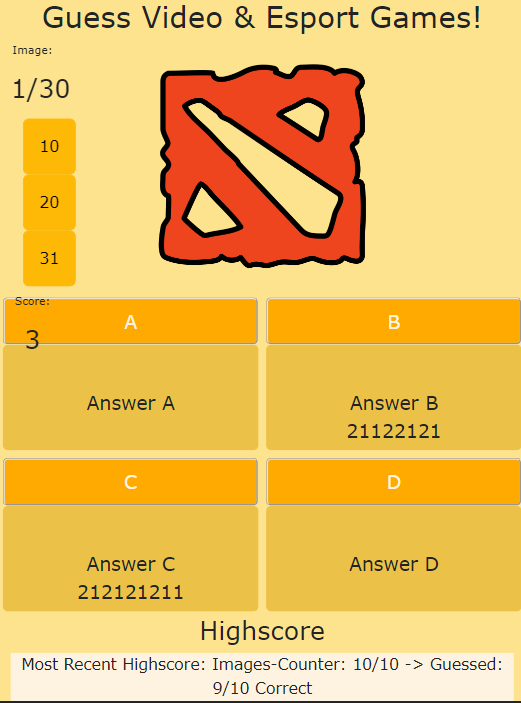 Guess Video & Esport Games!
Image:
1/30
10
20
31
Score:
3
A
B
Answer A
Answer B
21122121
C
D
Answer C
212121211
Answer D
Highscore
Most Recent Highscore: Images-Counter: 10/10 -> Guessed:
9/10 Correct